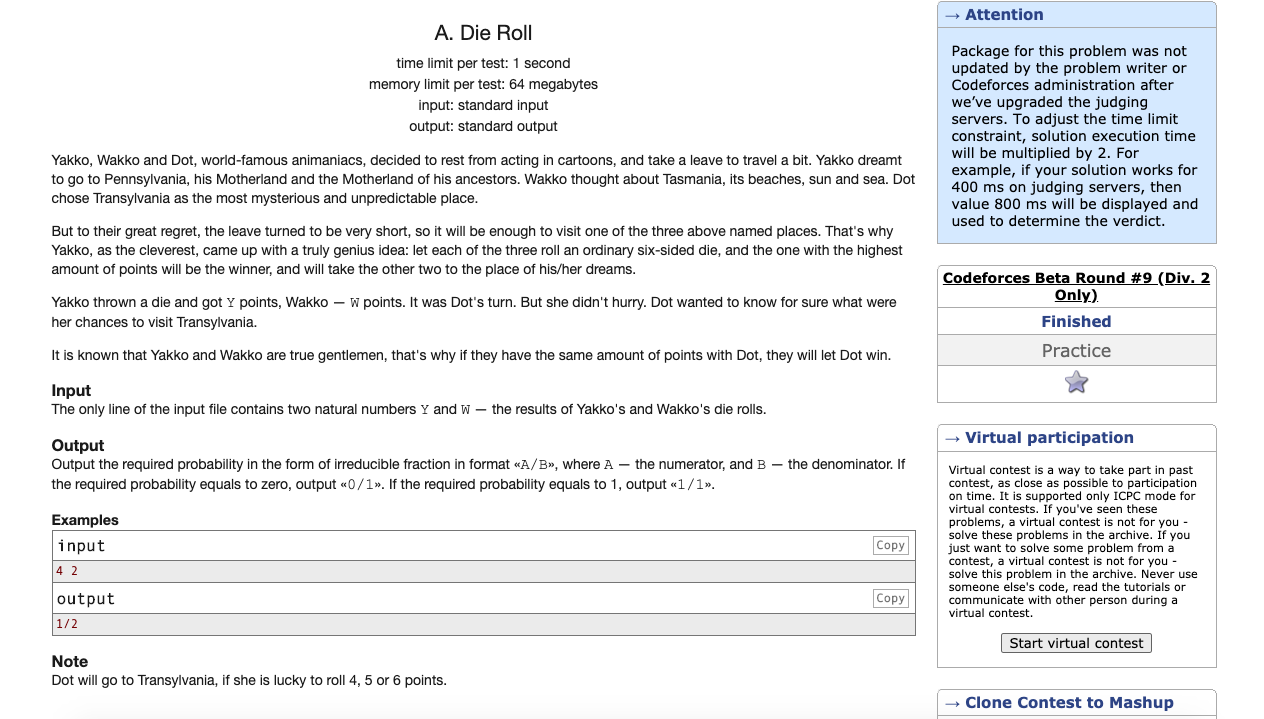 A. Die Roll
time limit per test: 1 second
memory limit per test: 64 megabytes
input: standard input
output: standard output
Yakko, Wakko and Dot, world-famous animaniacs, decided to rest from acting in cartoons, and take a leave to travel a bit. Yakko dreamt
to go to Pennsylvania, his Motherland and the Motherland of his ancestors. Wakko thought about Tasmania, its beaches, sun and sea. Dot
chose Transylvania as the most mysterious and unpredictable place.
But to their great regret, the leave turned to be very short, so it will be enough to visit one of the three above named places. That's why
Yakko, as the cleverest, came up with a truly genius idea: let each of the three roll an ordinary six-sided die, and the one with the highest
amount of points will be the winner, and will take the other two to the place of his/her dreams.
Yakko thrown a die and got Y points, Wakko — W points. It was Dot's turn. But she didn't hurry. Dot wanted to know for sure what were
her chances to visit Transylvania.
It is known that Yakko and Wakko are true gentlemen, that's why if they have the same amount of points with Dot, they will let Dot win.
Input
The only line of the input file contains two natural numbers Y and W — the results of Yakko's and Wakko's die rolls.
Output
Output the required probability in the form of irreducible fraction in format «A/B», where A — the numerator, and B — the denominator. If
the required probability equals to zero, output «0/1». If the required probability equals to 1, output «1/1».
Examples
input
Copy
4 2
output
Copy
1/2
Note
Dot will go to Transylvania, if she is lucky to roll 4, 5 or 6 points.
→ Attention
Package for this problem was not
updated by the problem writer or
Codeforces administration after
we’ve upgraded the judging
servers. To adjust the time limit
constraint, solution execution time
will be multiplied by 2. For
example, if your solution works for
400 ms on judging servers, then
value 800 ms will be displayed and
used to determine the verdict.
Codeforces Beta Round #9 (Div. 2
Only)
Finished
Practice
→ Virtual participation
Virtual contest is a way to take part in past
contest, as close as possible to participation
on time. It is supported only ICPC mode for
virtual contests. If you've seen these
problems, a virtual contest is not for you -
solve these problems in the archive. If you
just want to solve some problem from a
contest, a virtual contest is not for you -
solve this problem in the archive. Never use
someone else's code, read the tutorials or
communicate with other person during a
virtual contest.
Start virtual contest
→ Clone Contest to Mashup